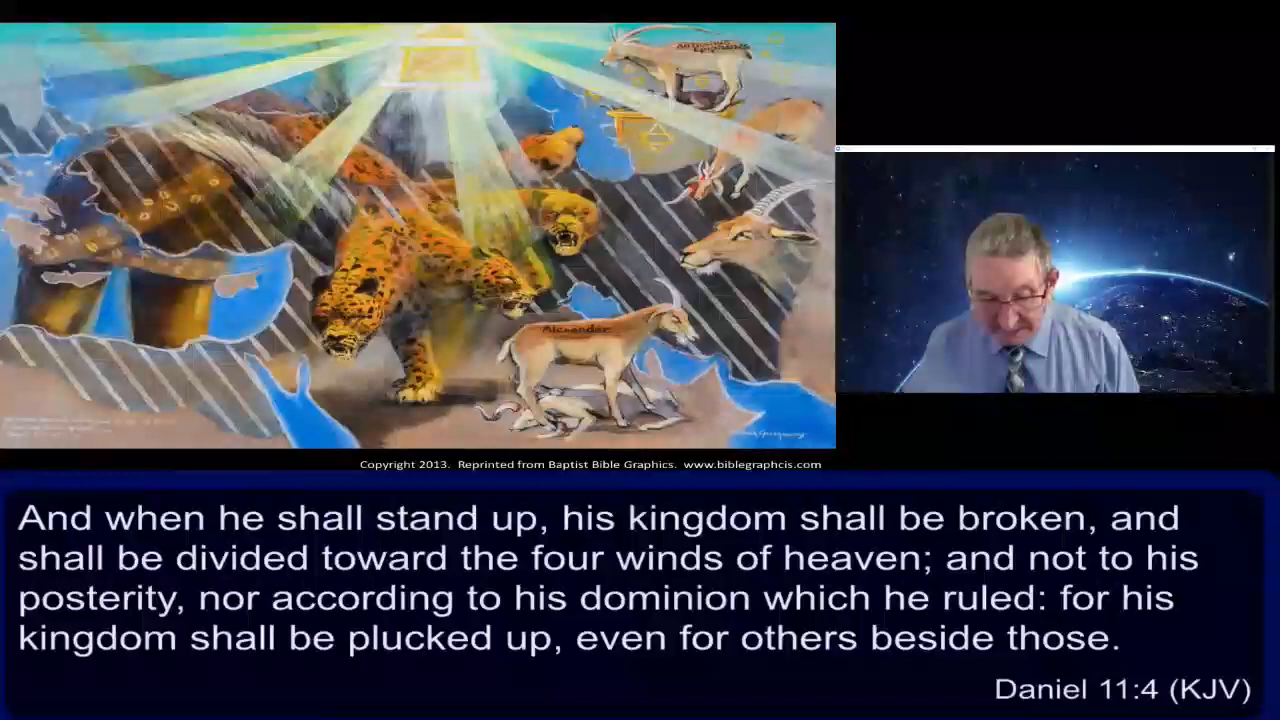 ANTIOCHUS
EPIPHANES
Alexander
Copyright 2013. Reprinted from Baptist Bible Graphics. www.biblegraphcis.com
And when he shall stand up, his kingdom shall be broken, and
shall be divided toward the four winds of heaven; and not to his
posterity, nor according to his dominion which he ruled: for his
kingdom shall be plucked up, even for others beside those.
Daniel 11:4 (KJV)